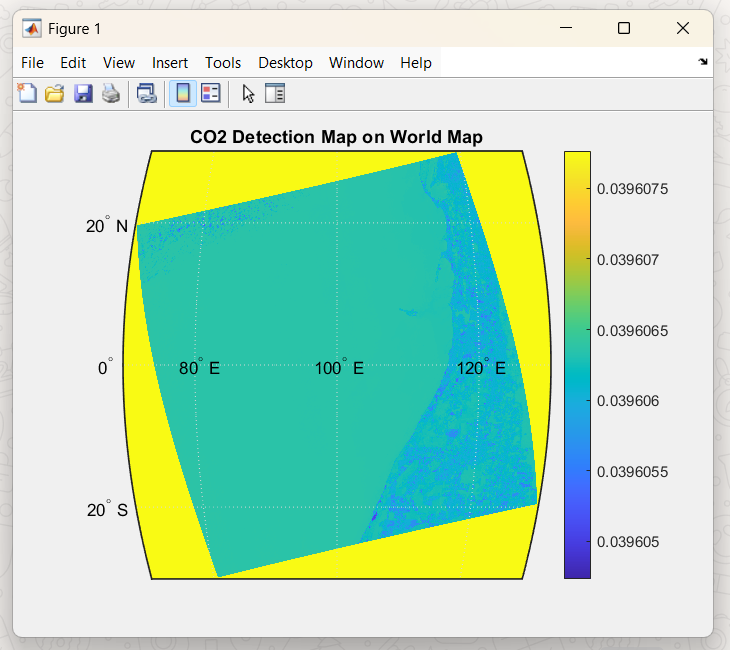 Figure 1
File Edit View Insert Tools Desktop Window Help
CO2 Detection Map on World Map
20° N
0°
80° E
100° E
120° E
20° S
0.0396075
0.039607
0.0396065
0.039606
0.0396055
0.039605